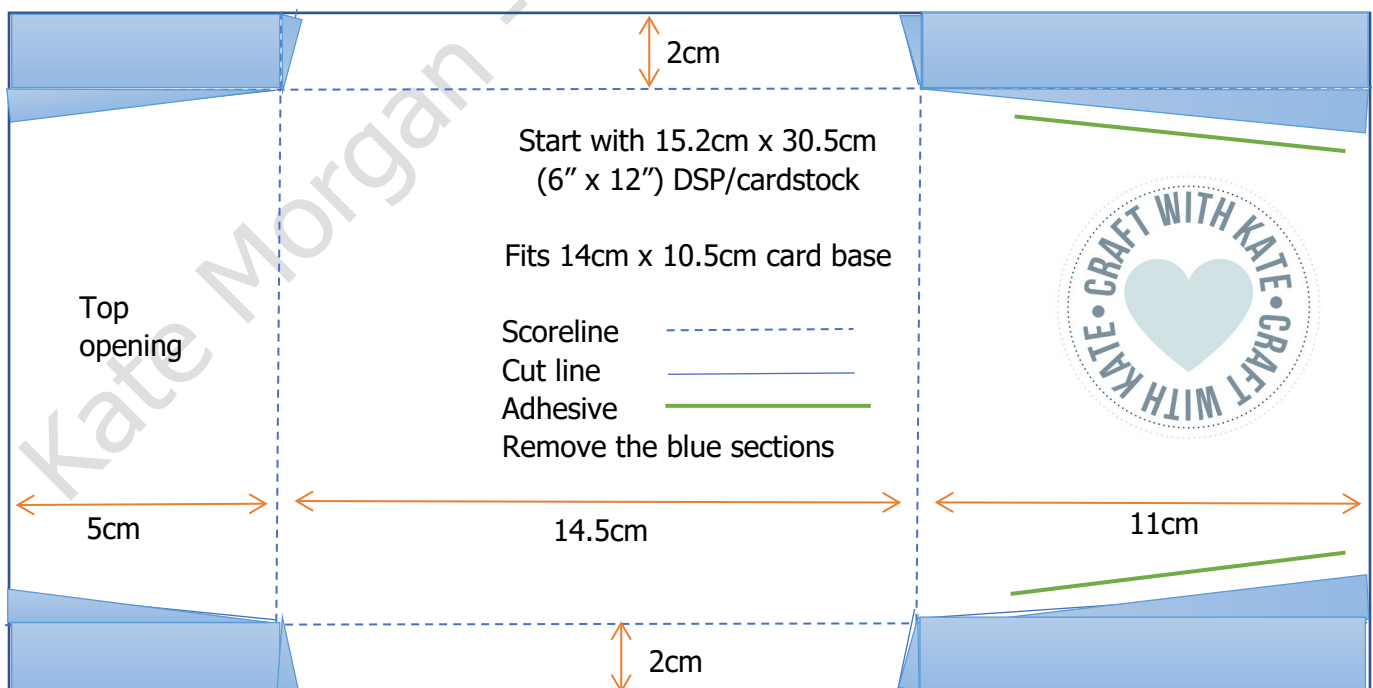 2cm
Start with 15.2cm x 30.5cm
(6” x 12”) DSP/cardstock
Fits 14cm x 10.5cm card base
Top
opening
Scoreline
Cut line
Adhesive
Remove the blue sections
CRAFT WITH KATE • CRAFT WITH KATE •
5cm
14.5cm
11cm
2cm
Kate Morgan -